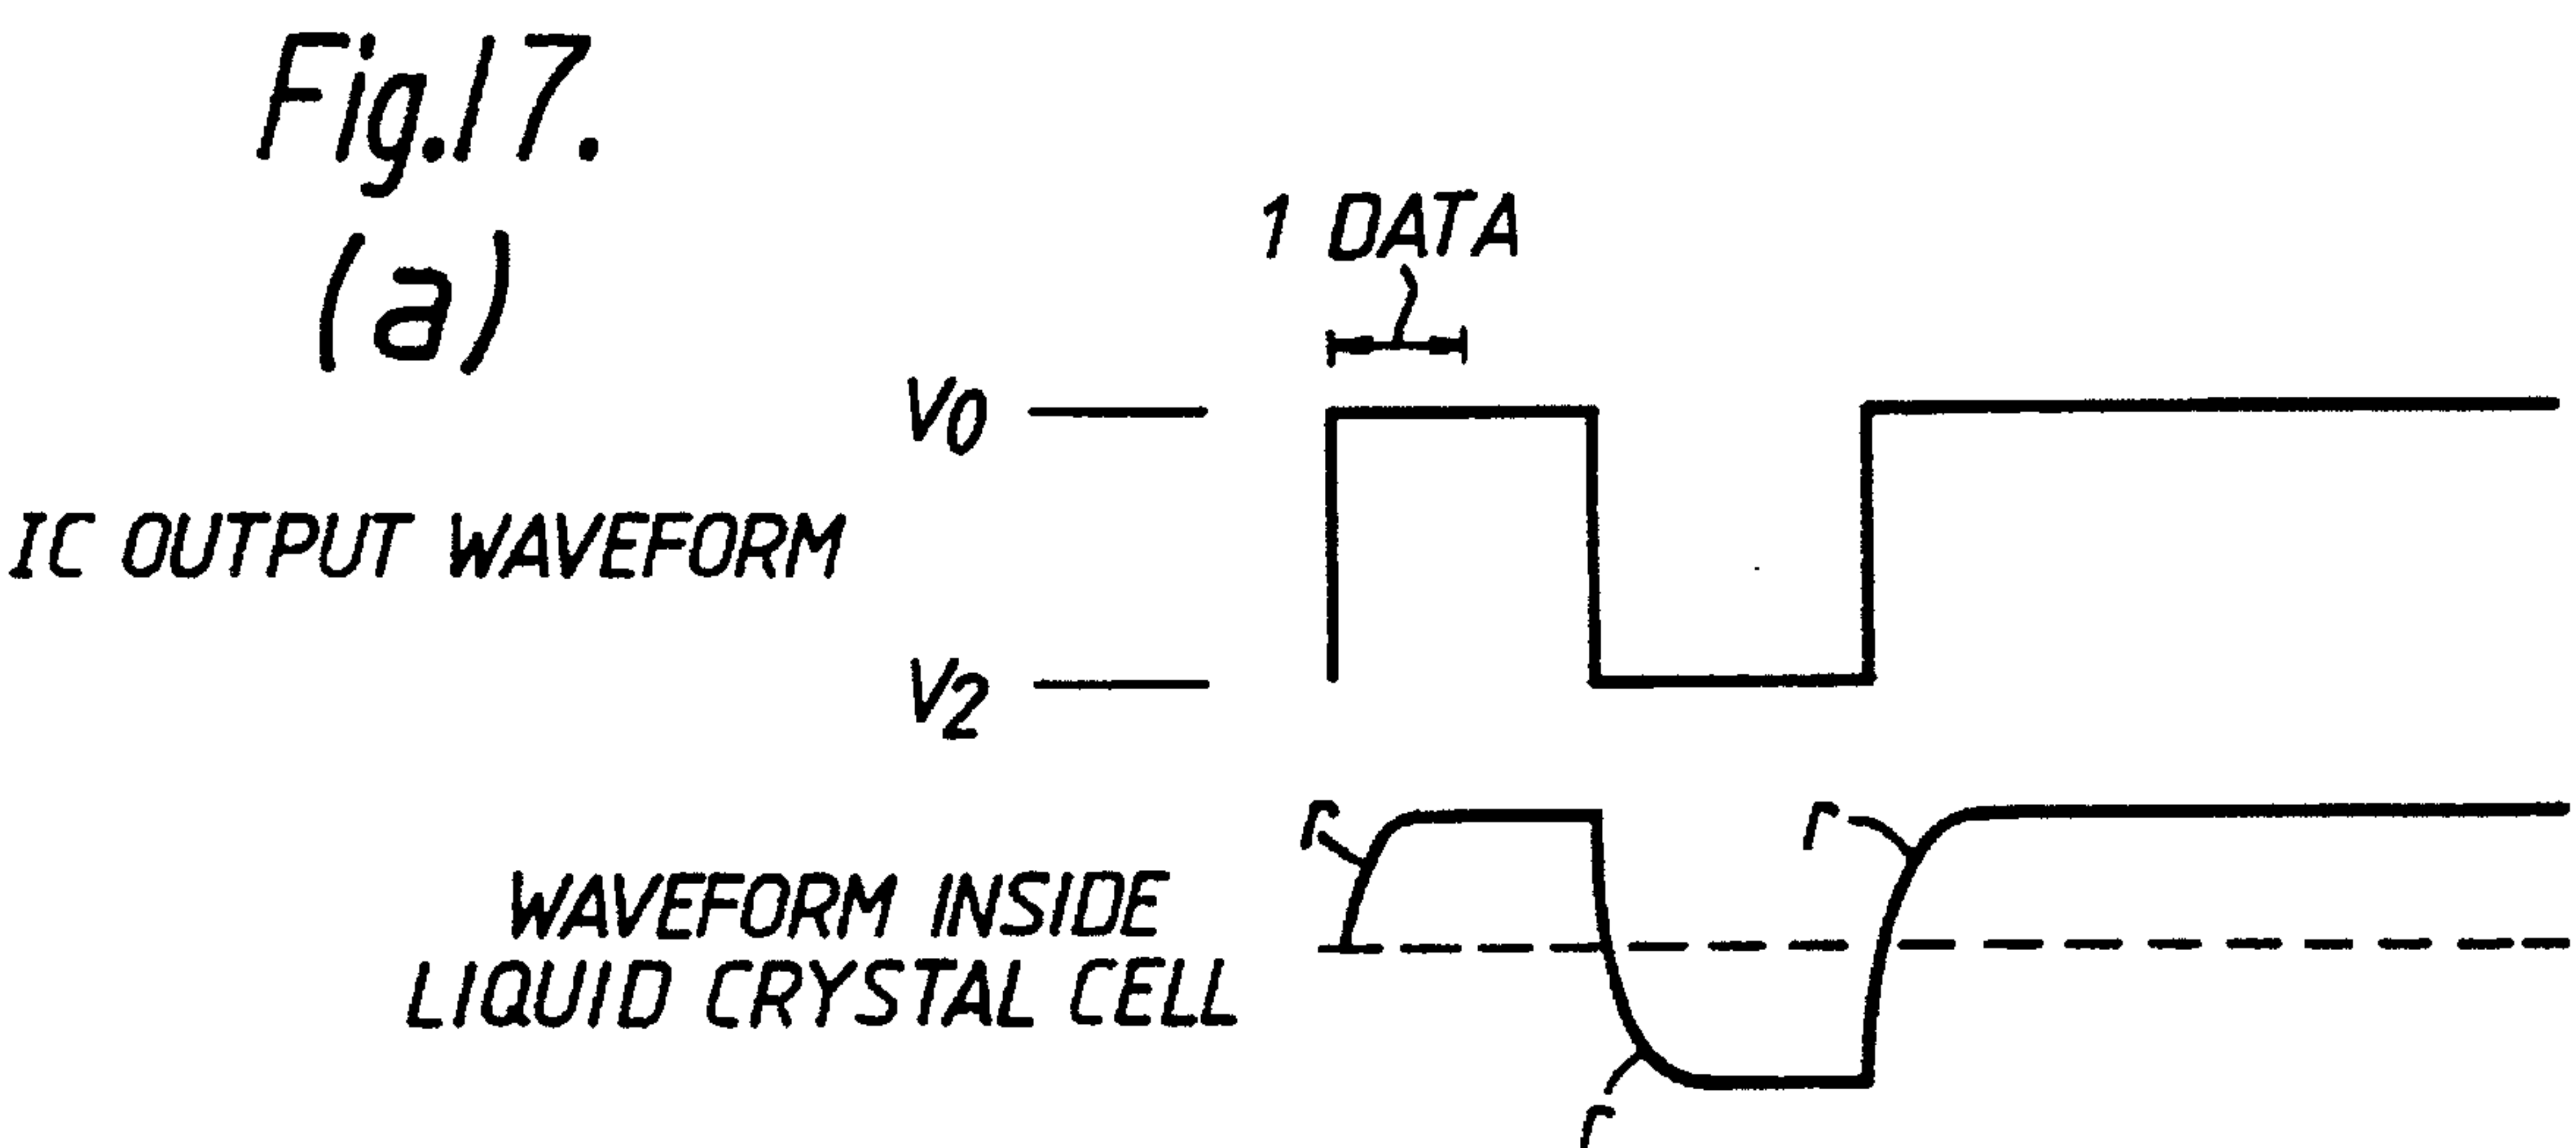 Fig.17.
(a)
1 DATA
V0
IC OUTPUT WAVEFORM
V2
r
r
WAVEFORM INSIDE
LIQUID CRYSTAL CELL
r